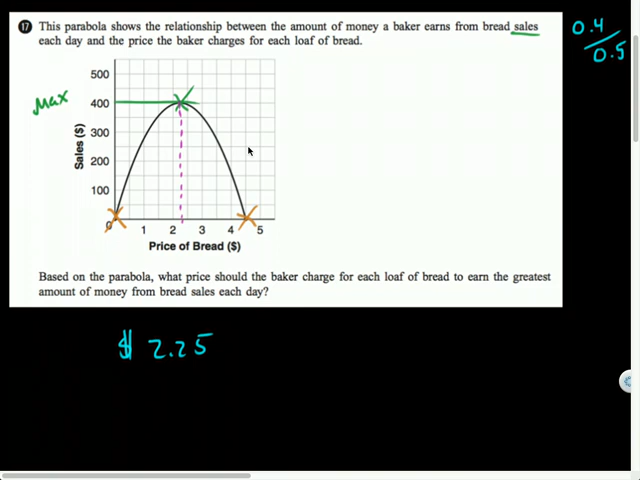 17 This parabola shows the relationship between the amount of money a baker earns from bread sales
each day and the price the baker charges for each loaf of bread.
0.4/0.5
Max
500
400
300
200
100
0
1 2 3 4 5
Sales ($)
Price of Bread ($)
Based on the parabola, what price should the baker charge for each loaf of bread to earn the greatest
amount of money from bread sales each day?
$ 2.25